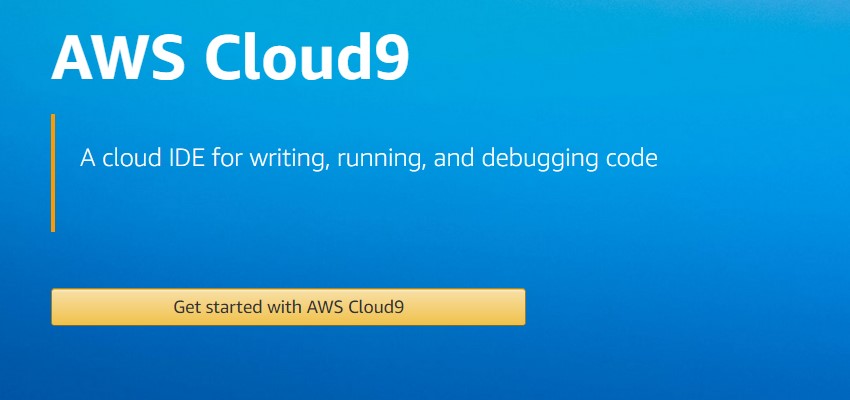 AWS Cloud9
A cloud IDE for writing, running, and debugging code
Get started with AWS Cloud9